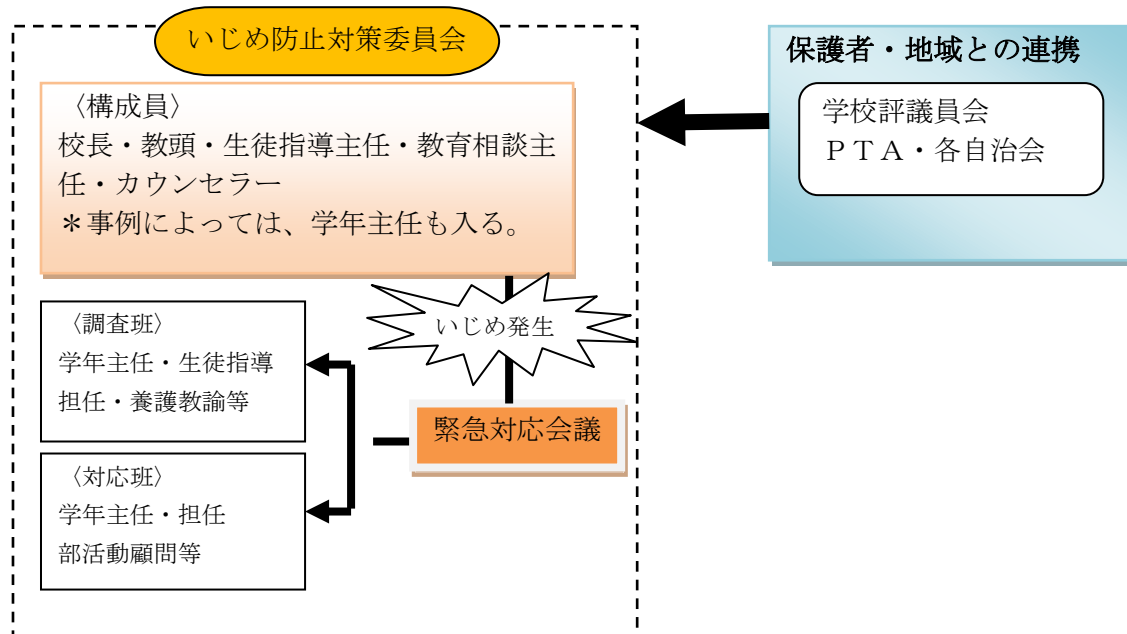 いじめ防止対策委員会
〈構成員〉
校長・教頭・生徒指導主任・教育相談主
任・カウンセラー
＊事例によっては、学年主任も入る。
保護者・地域との連携
学校評議員会
ＰＴＡ・各自治会
いじめ発生
緊急対応会議
〈調査班〉
学年主任・生徒指導
担任・養護教諭等
〈対応班〉
学年主任・担任
部活動顧問等